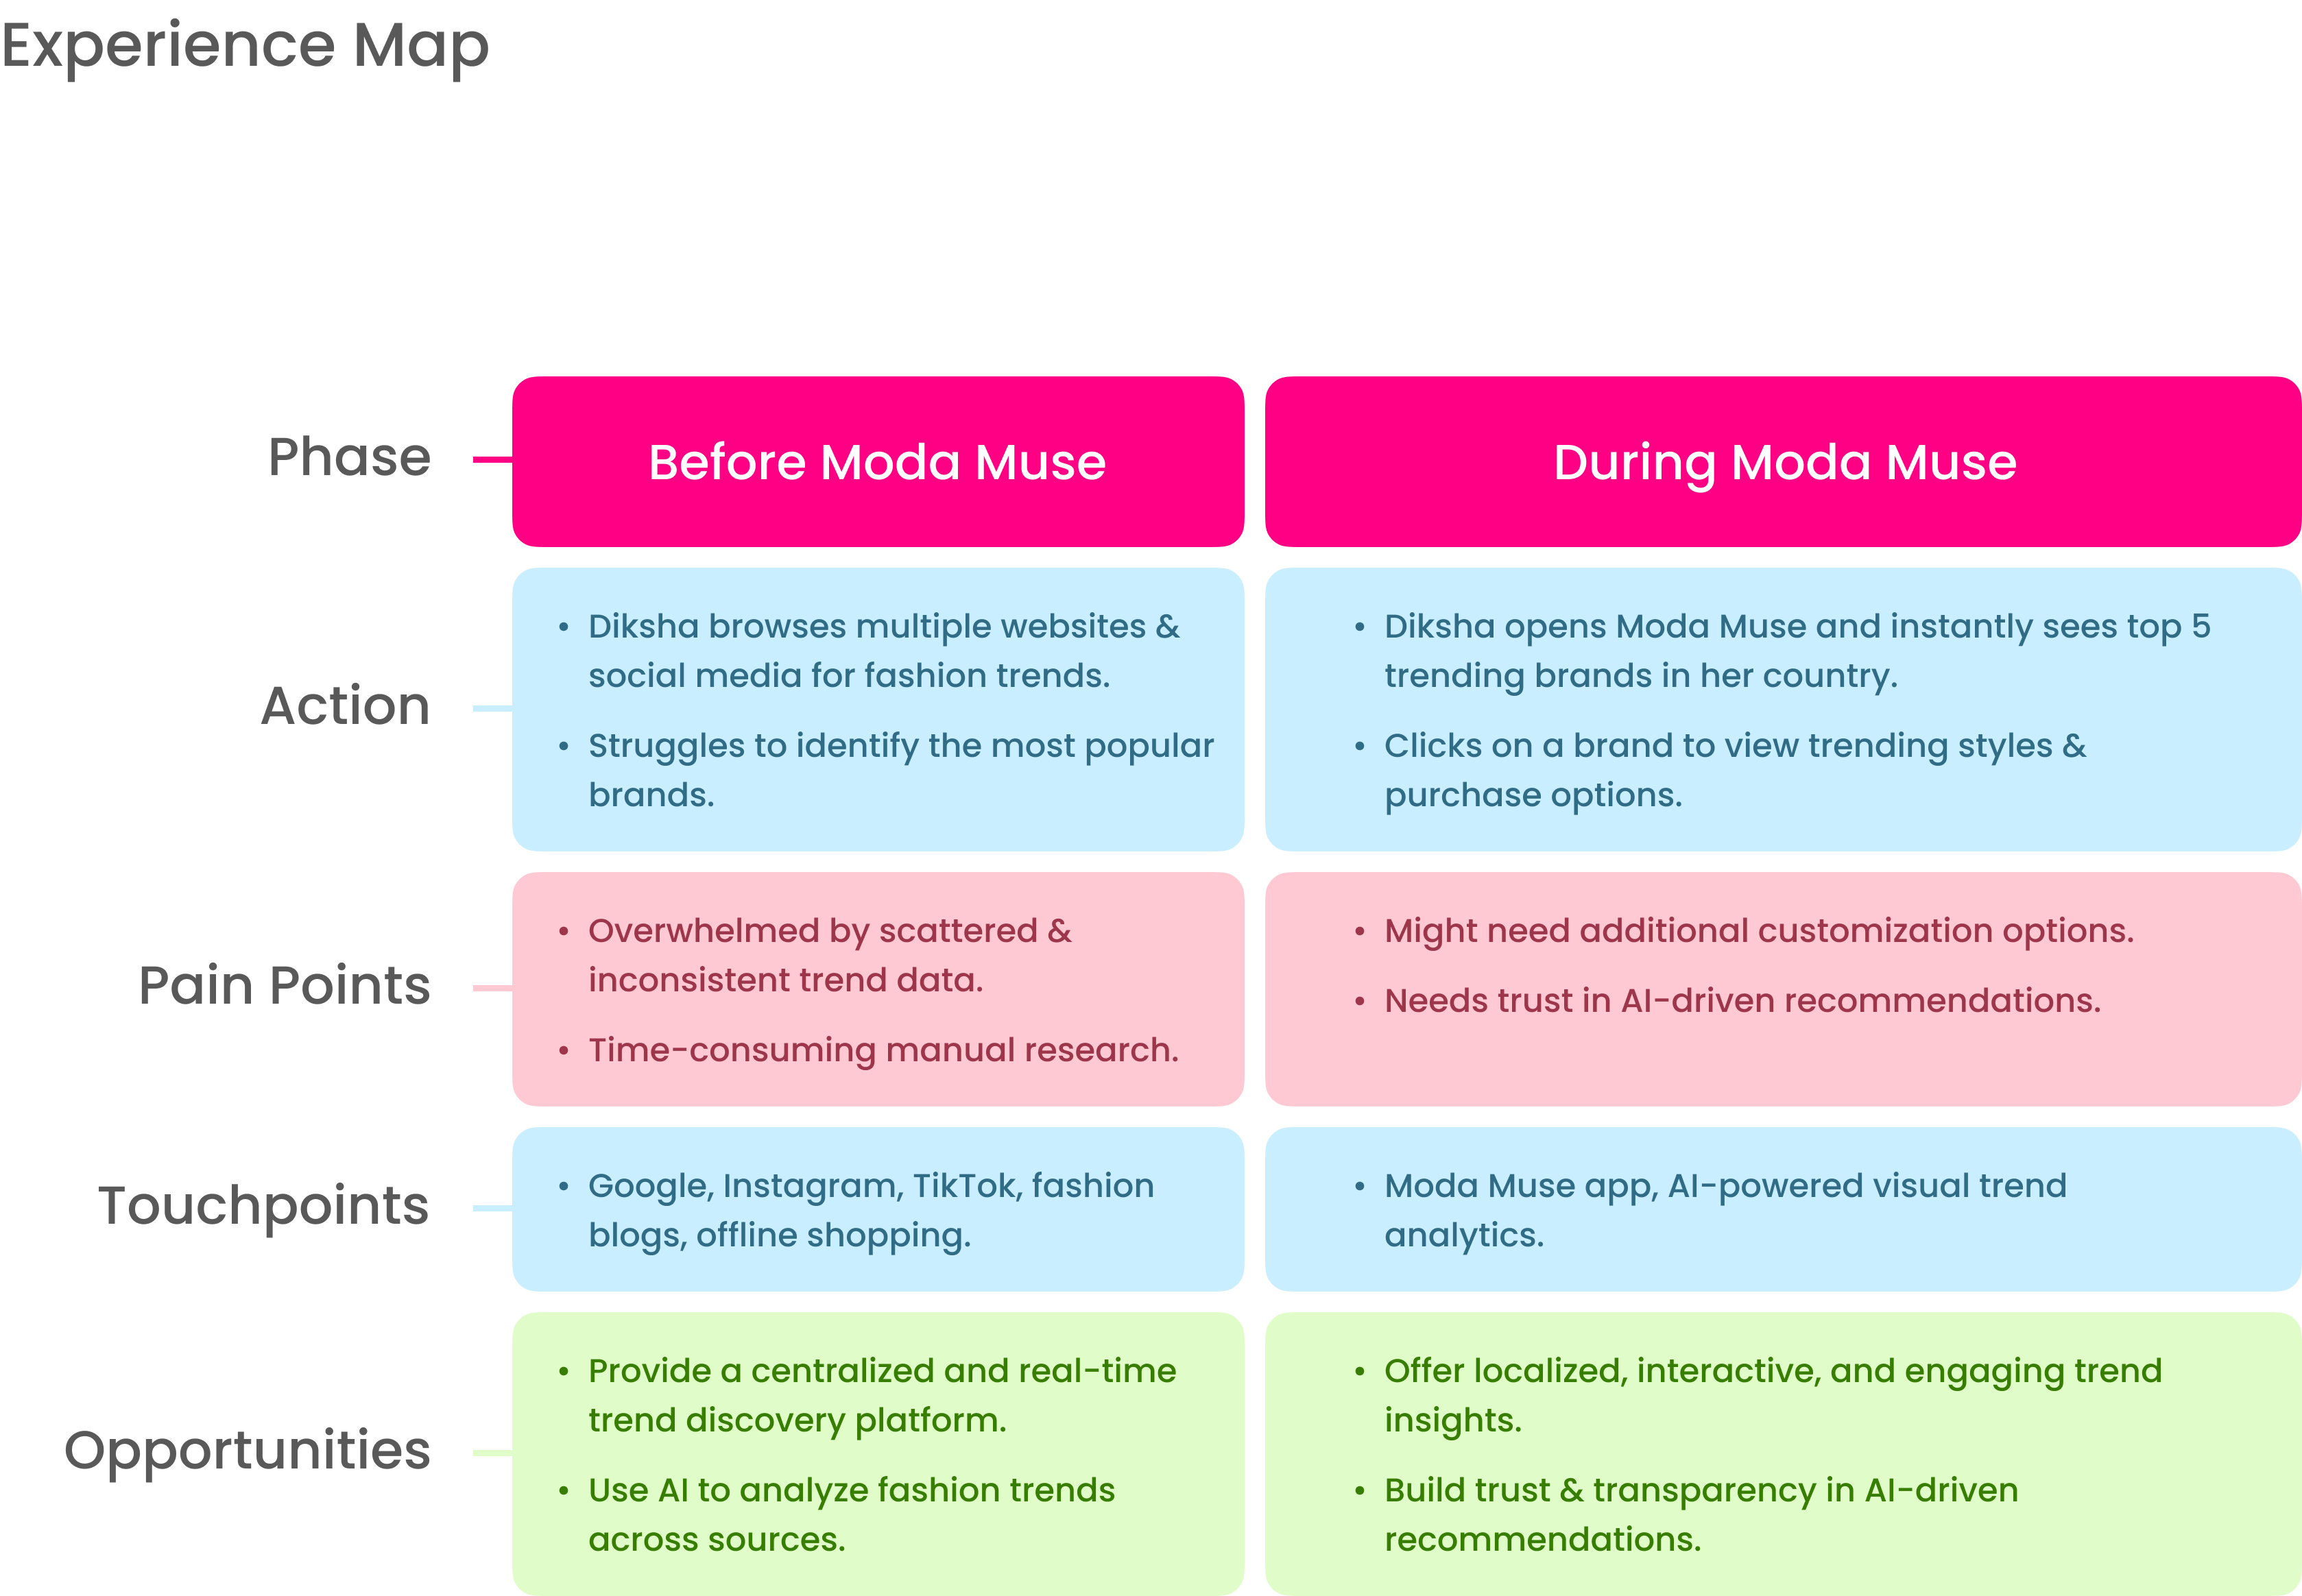 Experience Map
Phase
Before Moda Muse
During Moda Muse
Action
• Diksha browses multiple websites &
social media for fashion trends.
• Struggles to identify the most popular
brands.
• Diksha opens Moda Muse and instantly sees top 5
trending brands in her country.
• Clicks on a brand to view trending styles &
purchase options.
Pain Points
• Overwhelmed by scattered &
inconsistent trend data.
• Time-consuming manual research.
• Might need additional customization options.
• Needs trust in AI-driven recommendations.
Touchpoints
• Google, Instagram, TikTok, fashion
blogs, offline shopping.
• Moda Muse app, AI-powered visual trend
analytics.
Opportunities
• Provide a centralized and real-time
trend discovery platform.
• Use AI to analyze fashion trends
across sources.
• Offer localized, interactive, and engaging trend
insights.
• Build trust & transparency in AI-driven
recommendations.